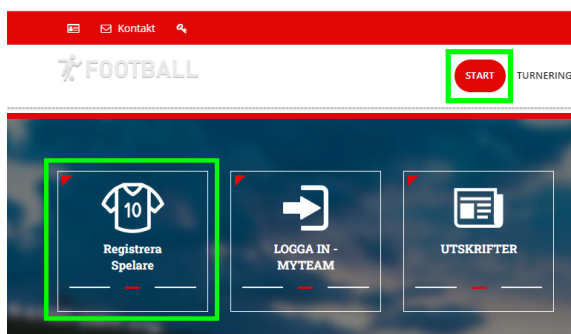 Kontakt
FOOTBALL
START TURNERING
10
Registrera
Spelare
LOGGA IN -
MYTEAM
UTSKRIFTER